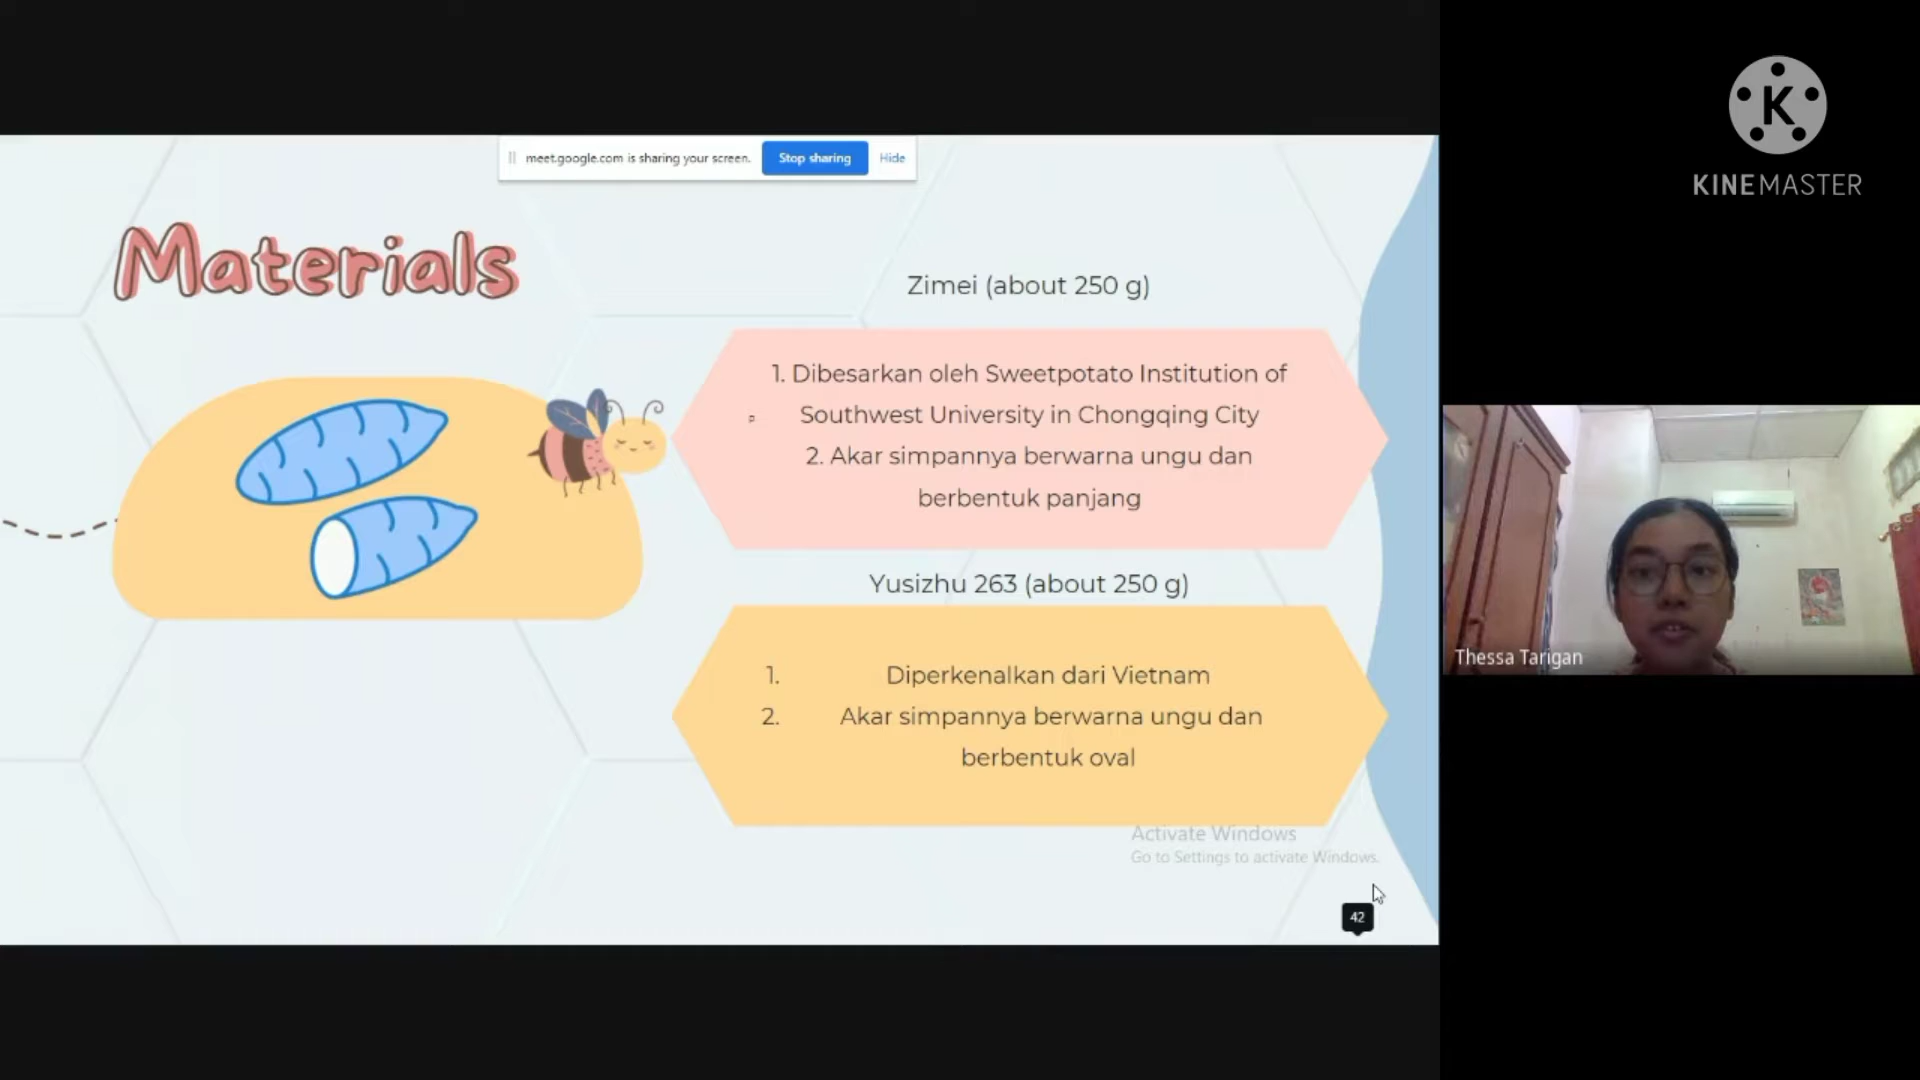 meet.google.com is sharing your screen.
Stop sharing
Hide
K
KINEMASTER
Materials
Zimei (about 250 g)
1. Dibesarkan oleh Sweetpotato Institution of
Southwest University in Chongqing City
2. Akar simpannya berwarna ungu dan
berbentuk panjang
Yusizhu 263 (about 250 g)
1. Diperkenalkan dari Vietnam
2. Akar simpannya berwarna ungu dan
berbentuk oval
Thessa Tarigan
Activate Windows
Go to Settings to activate Windows.
42